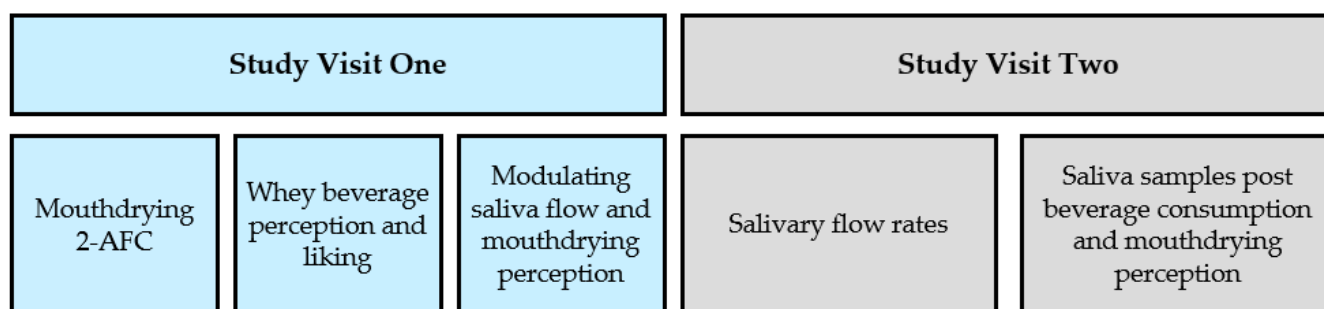 Study Visit One
Study Visit Two
Mouthdrying
2-AFC
Whey beverage
perception and
liking
Modulating
saliva flow and
mouthdrying
perception
Salivary flow rates
Saliva samples post
beverage consumption
and mouthdrying
perception